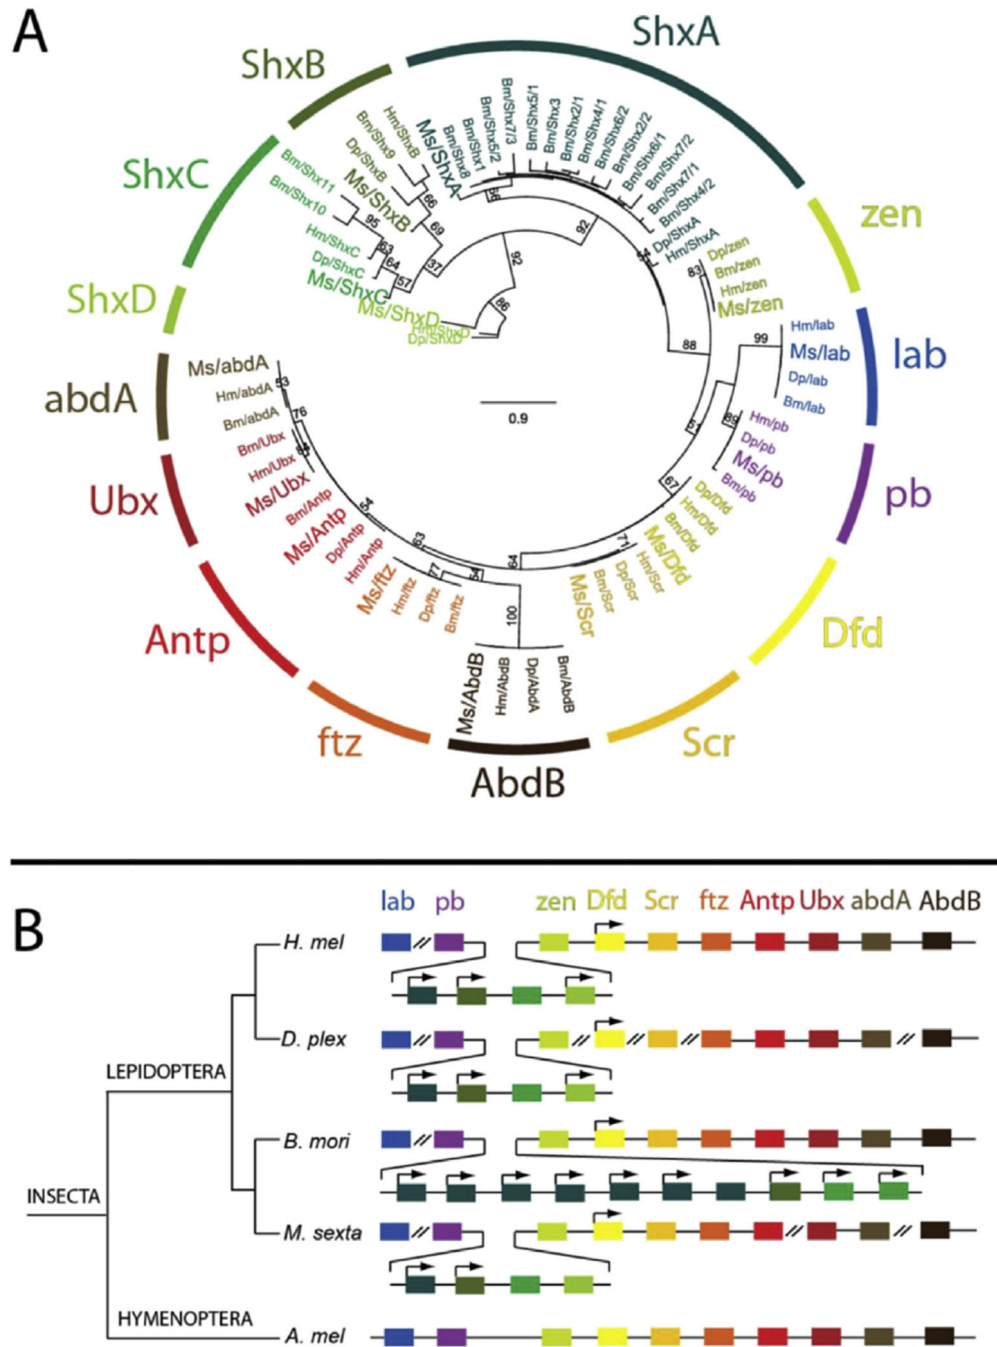 A
ShxA
ShxB
ShxC
ShxD
abdA
Ubx
Antp
ftz
AbdB
Scr
Dfd
pb
lab
zen
Bm/Shx11
Bm/Shx10
Hm/ShxC
Dp/ShxC
Ms/ShxC
Hm/ShxB
Bm/Shx9
Dp/ShxB
Ms/ShxB
Ms/ShxA
Bm/Shx8
Bm/Shx1
Bm/Shx5/2
Bm/Shx7/3
Bm/Shx5/1
Bm/Shx3
Bm/Shx2/1
Bm/Shx4/1
Bm/Shx6/2
Bm/Shx2/2
Bm/Shx6/1
Bm/Shx7/2
Bm/Shx7/1
Bm/Shx4/2
Dp/ShxA
Hm/ShxA
Dp/zen
Bm/zen
Hm/zen
Ms/zen
Hm/lab
Ms/lab
Dp/lab
Bm/lab
Hm/pb
Dp/pb
Ms/pb
Bm/pb
Dp/Dfd
Hm/Dfd
Bm/Dfd
Ms/Dfd
Hm/Scr
Dp/Scr
Bm/Scr
Ms/Scr
Bm/AbdB
Dp/AbdA
Hm/AbdB
Ms/AbdB
Bm/ftz
Dp/ftz
Hm/ftz
Ms/ftz
Hm/Antp
Dp/Antp
Ms/Antp
Bm/Antp
Ms/Ubx
Hm/Ubx
Bm/Ubx
Bm/abdA
Hm/abdA
Ms/abdA
Ms/ShxD
Hm/ShxD
Dp/ShxD
95
63
64
57
37
69
66
66
92
92
86
83
88
99
89
67
71
64
100
54
77
63
54
76
53
0.9
B
lab pb zen Dfd Scr ftz Antp Ubx abdA AbdB
H. mel
D. plex
LEPIDOPTERA
B. mori
INSECTA
M. sexta
HYMENOPTERA
A. mel